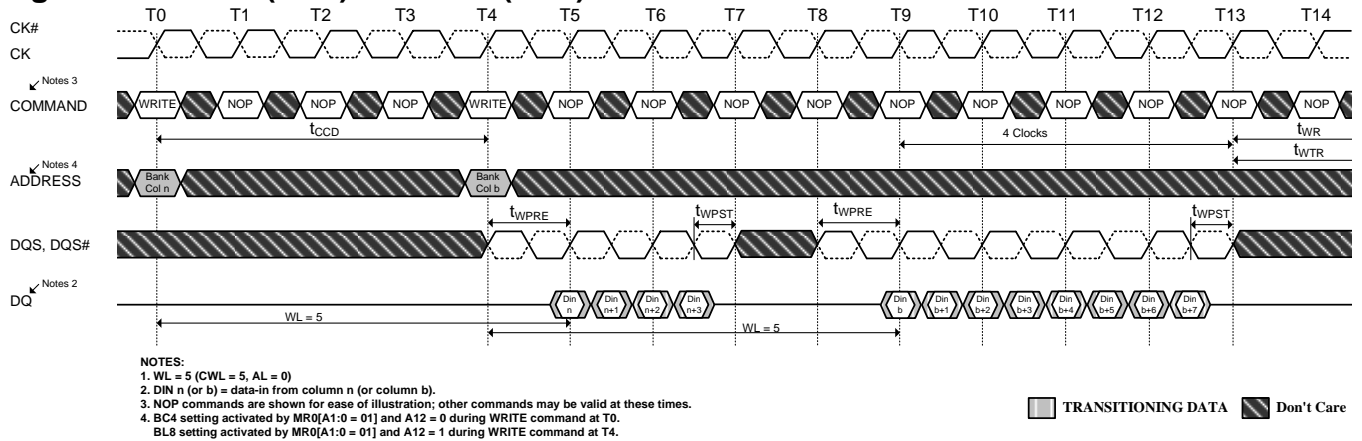 T0 T1 T2 T3 T4 T5 T6 T7 T8 T9 T10 T11 T12 T13 T14
CK#
CK
Notes 3
COMMAND
WRITE NOP NOP NOP WRITE NOP NOP NOP NOP NOP NOP NOP NOP NOP NOP
tCCD
4 Clocks
tWR
tWTR
Notes 4
ADDRESS
Bank
Col n
Bank
Col b
tWPRE tWPST tWPRE tWPST
DQS, DQS#
Notes 2
DQ
Din
n
Din
n+1
Din
n+2
Din
n+3
Din
b
Din
b+1
Din
b+2
Din
b+3
Din
b+4
Din
b+5
Din
b+6
Din
b+7
WL = 5
WL = 5
NOTES:
1. WL = 5 (CWL = 5, AL = 0)
2. DIN n (or b) = data-in from column n (or column b).
3. NOP commands are shown for ease of illustration; other commands may be valid at these times.
4. BC4 setting activated by MR0[A1:0 = 01] and A12 = 0 during WRITE command at T0.
BL8 setting activated by MR0[A1:0 = 01] and A12 = 1 during WRITE command at T4.
TRANSITIONING DATA
Don't Care